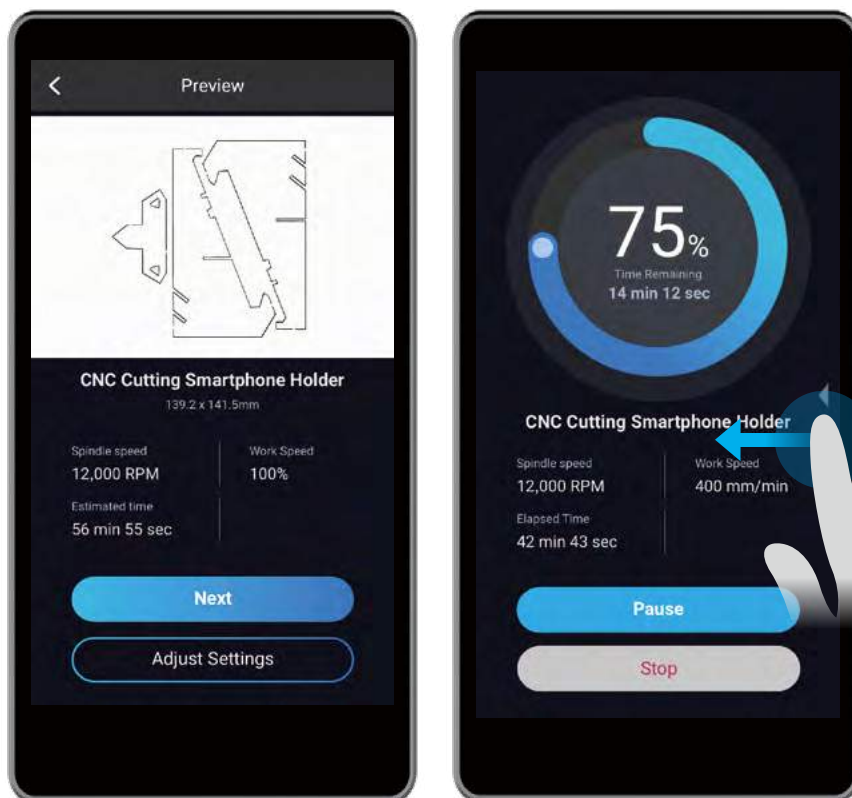 Preview
CNC Cutting Smartphone Holder
139.2 x 141.5mm
Spindle speed
12,000 RPM
Work Speed
100%
Estimated time
56 min 55 sec
Next
Adjust Settings
75%
Time Remaining
14 min 12 sec
CNC Cutting Smartphone Holder
Spindle speed
12,000 RPM
Work Speed
400 mm/min
Elapsed Time
42 min 43 sec
Pause
Stop